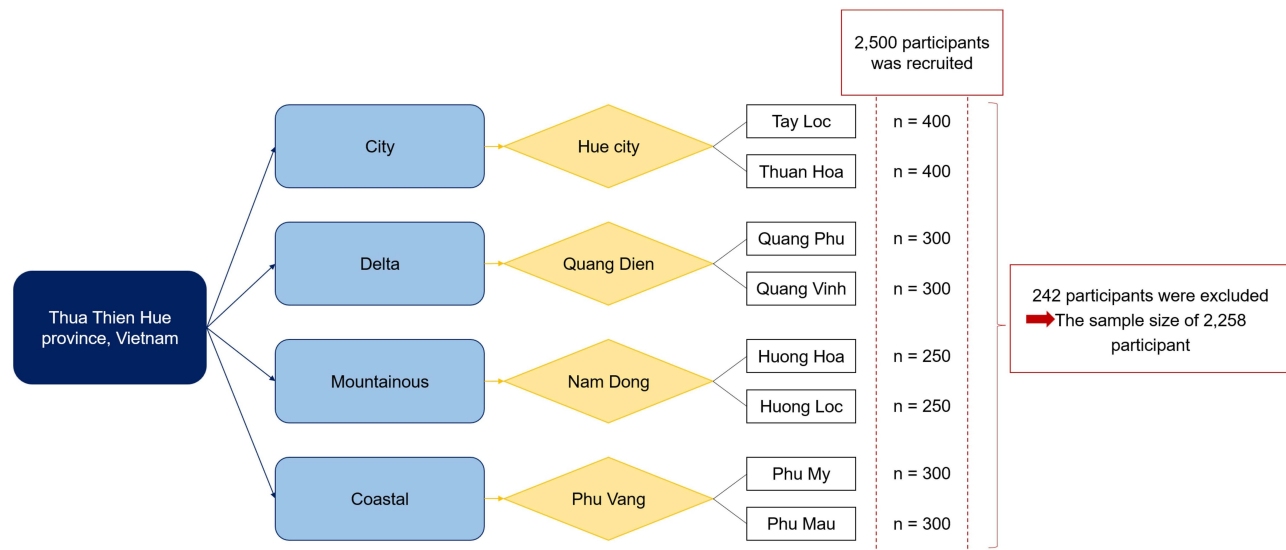 2,500 participants
was recruited
Tay Loc
n = 400
City
Hue city
Thuan Hoa
n = 400
Quang Phu
n = 300
Delta
Quang Dien
Quang Vinh
n = 300
Thua Thien Hue
province, Vietnam
242 participants were excluded
The sample size of 2,258
participant
Huong Hoa
n = 250
Mountainous
Nam Dong
Huong Loc
n = 250
Phu My
n = 300
Coastal
Phu Vang
Phu Mau
n = 300